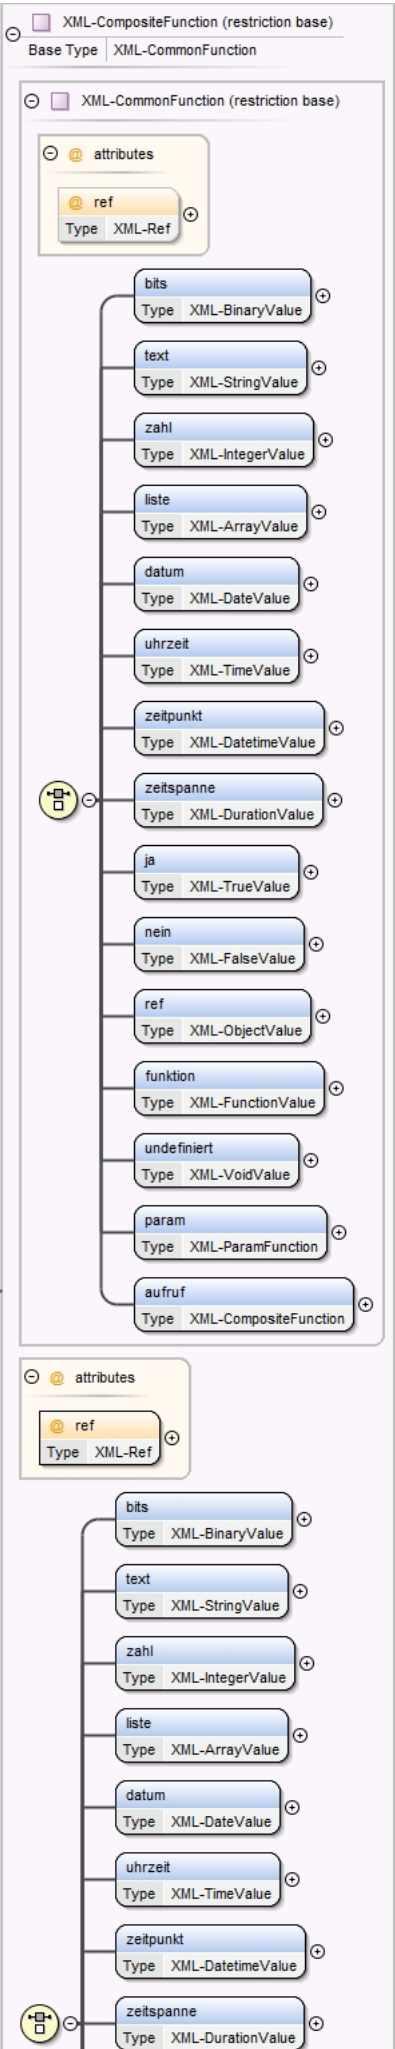 XML-CompositeFunction (restriction base)
Base Type XML-CommonFunction
XML-CommonFunction (restriction base)
@ attributes
@ ref
Type XML-Ref
bits
Type XML-BinaryValue
text
Type XML-StringValue
zahl
Type XML-IntegerValue
liste
Type XML-ArrayValue
datum
Type XML-DateValue
uhrzeit
Type XML-TimeValue
zeitpunkt
Type XML-DatetimeValue
zeitspanne
Type XML-DurationValue
ja
Type XML-TrueValue
nein
Type XML-FalseValue
ref
Type XML-ObjectValue
funktion
Type XML-FunctionValue
undefiniert
Type XML-VoidValue
param
Type XML-ParamFunction
aufruf
Type XML-CompositeFunction
@ attributes
@ ref
Type XML-Ref
bits
Type XML-BinaryValue
text
Type XML-StringValue
zahl
Type XML-IntegerValue
liste
Type XML-ArrayValue
datum
Type XML-DateValue
uhrzeit
Type XML-TimeValue
zeitpunkt
Type XML-DatetimeValue
zeitspanne
Type XML-DurationValue